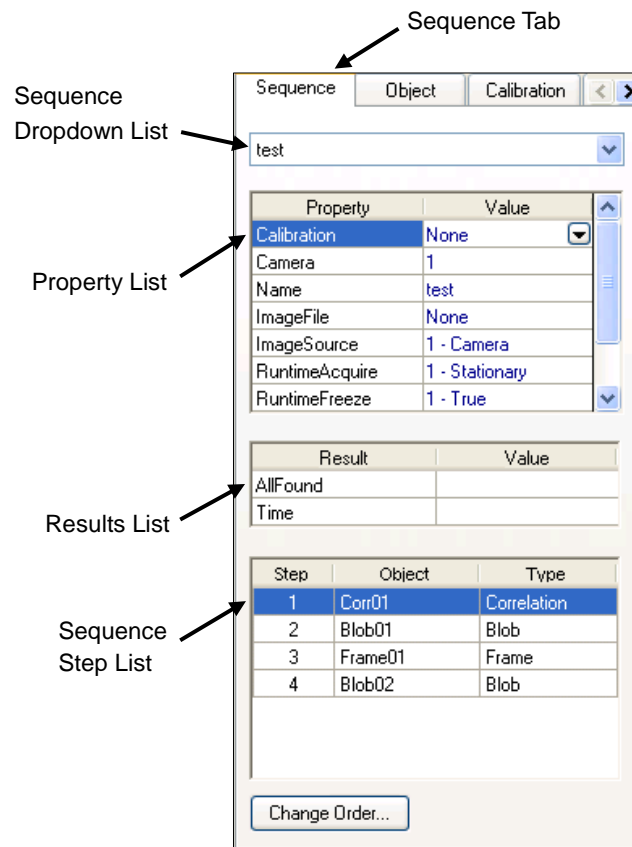 Sequence Tab
Sequence Object Calibration
Sequence
Dropdown List
test
Property Value
Calibration None
Property List
Camera 1
Name test
ImageFile None
ImageSource 1 - Camera
RuntimeAcquire 1 - Stationary
RuntimeFreeze 1 - True
Result Value
AllFound
Results List
Time
Step Object Type
1 Corr01 Correlation
Sequence
Step List
2 Blob01 Blob
3 Frame01 Frame
4 Blob02 Blob
Change Order...